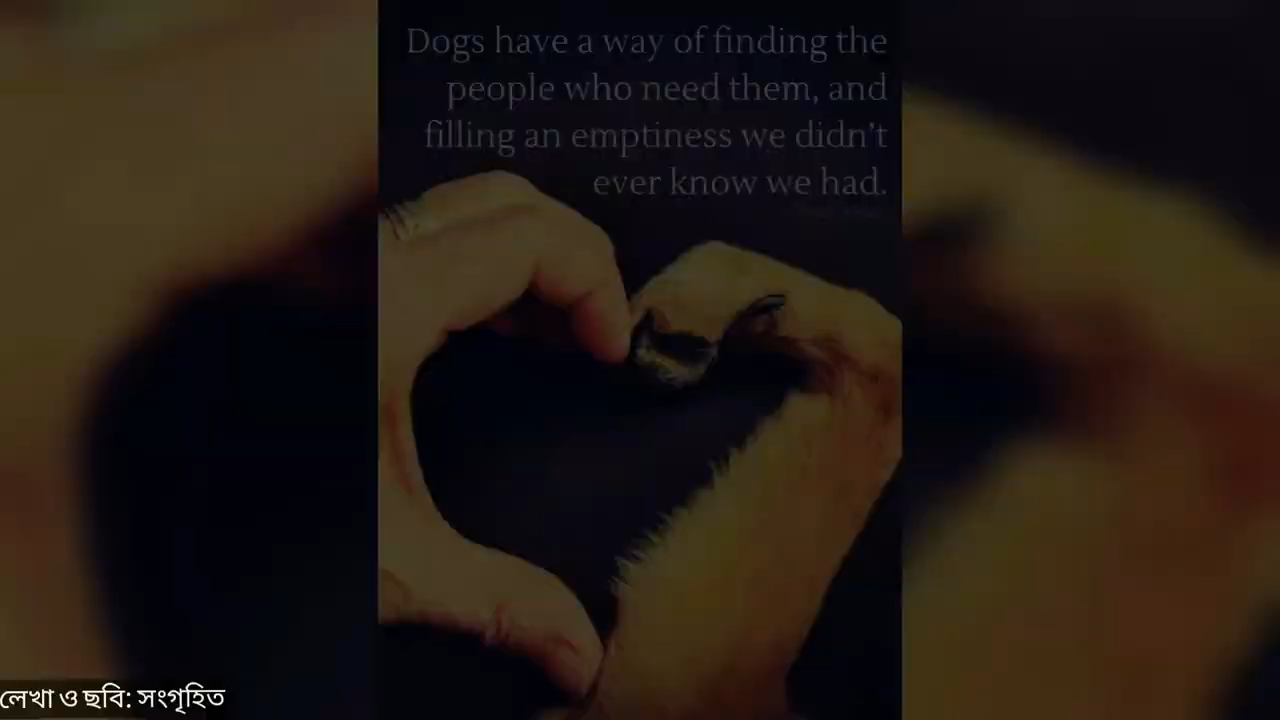 Dogs have a way of finding the
people who need them, and
filling an emptiness we didn't
ever know we had.
লেখা ও ছবি: সংগৃহিত